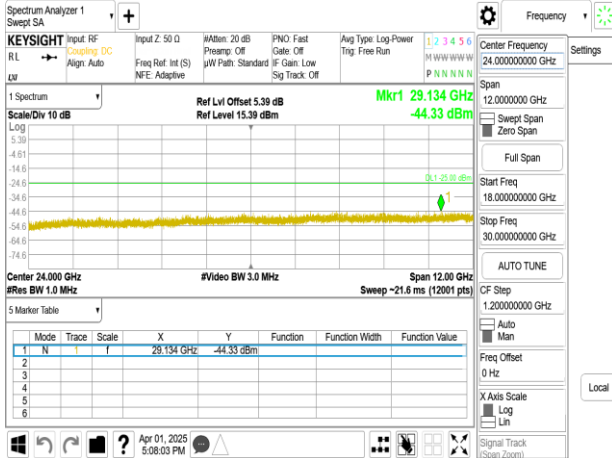 Spectrum Analyzer 1
Swept SA
+
Frequency
KEYSIGHT
RL
Input: RF
Coupling: DC
Align: Auto
Input Z: 50 Ω
Freq Ref: Int (S)
NFE: Adaptive
#Atten: 20 dB
Preamp: Off
µW Path: Standard
PNO: Fast
Gate: Off
IF Gain: Low
Sig Track: Off
Avg Type: Log-Power
Trig: Free Run
1 2 3 4 5 6
M W W W W W
P N N N N N
LXI
1 Spectrum
Scale/Div 10 dB
Log
Ref Lvl Offset 5.39 dB
Ref Level 15.39 dBm
Mkr1 29.134 GHz
-44.33 dBm
5.39
-4.61
-14.6
-24.6
-34.6
-44.6
-54.6
-64.6
-74.6
DL1 -25.00 dBm
1
Center 24.000 GHz
#Res BW 1.0 MHz
#Video BW 3.0 MHz
Span 12.00 GHz
Sweep ~21.6 ms (12001 pts)
5 Marker Table
Mode Trace Scale X Y Function Function Width Function Value
1 N 1 f 29.134 GHz -44.33 dBm
2
3
4
5
6
Apr 01, 2025
5:08:03 PM
?
Center Frequency
24.000000000 GHz
Span
12.0000000 GHz
Swept Span
Zero Span
Full Span
Start Freq
18.000000000 GHz
Stop Freq
30.000000000 GHz
AUTO TUNE
CF Step
1.200000000 GHz
Auto
Man
Freq Offset
0 Hz
X Axis Scale
Log
Lin
Signal Track
(Span Zoom)
Settings
Local